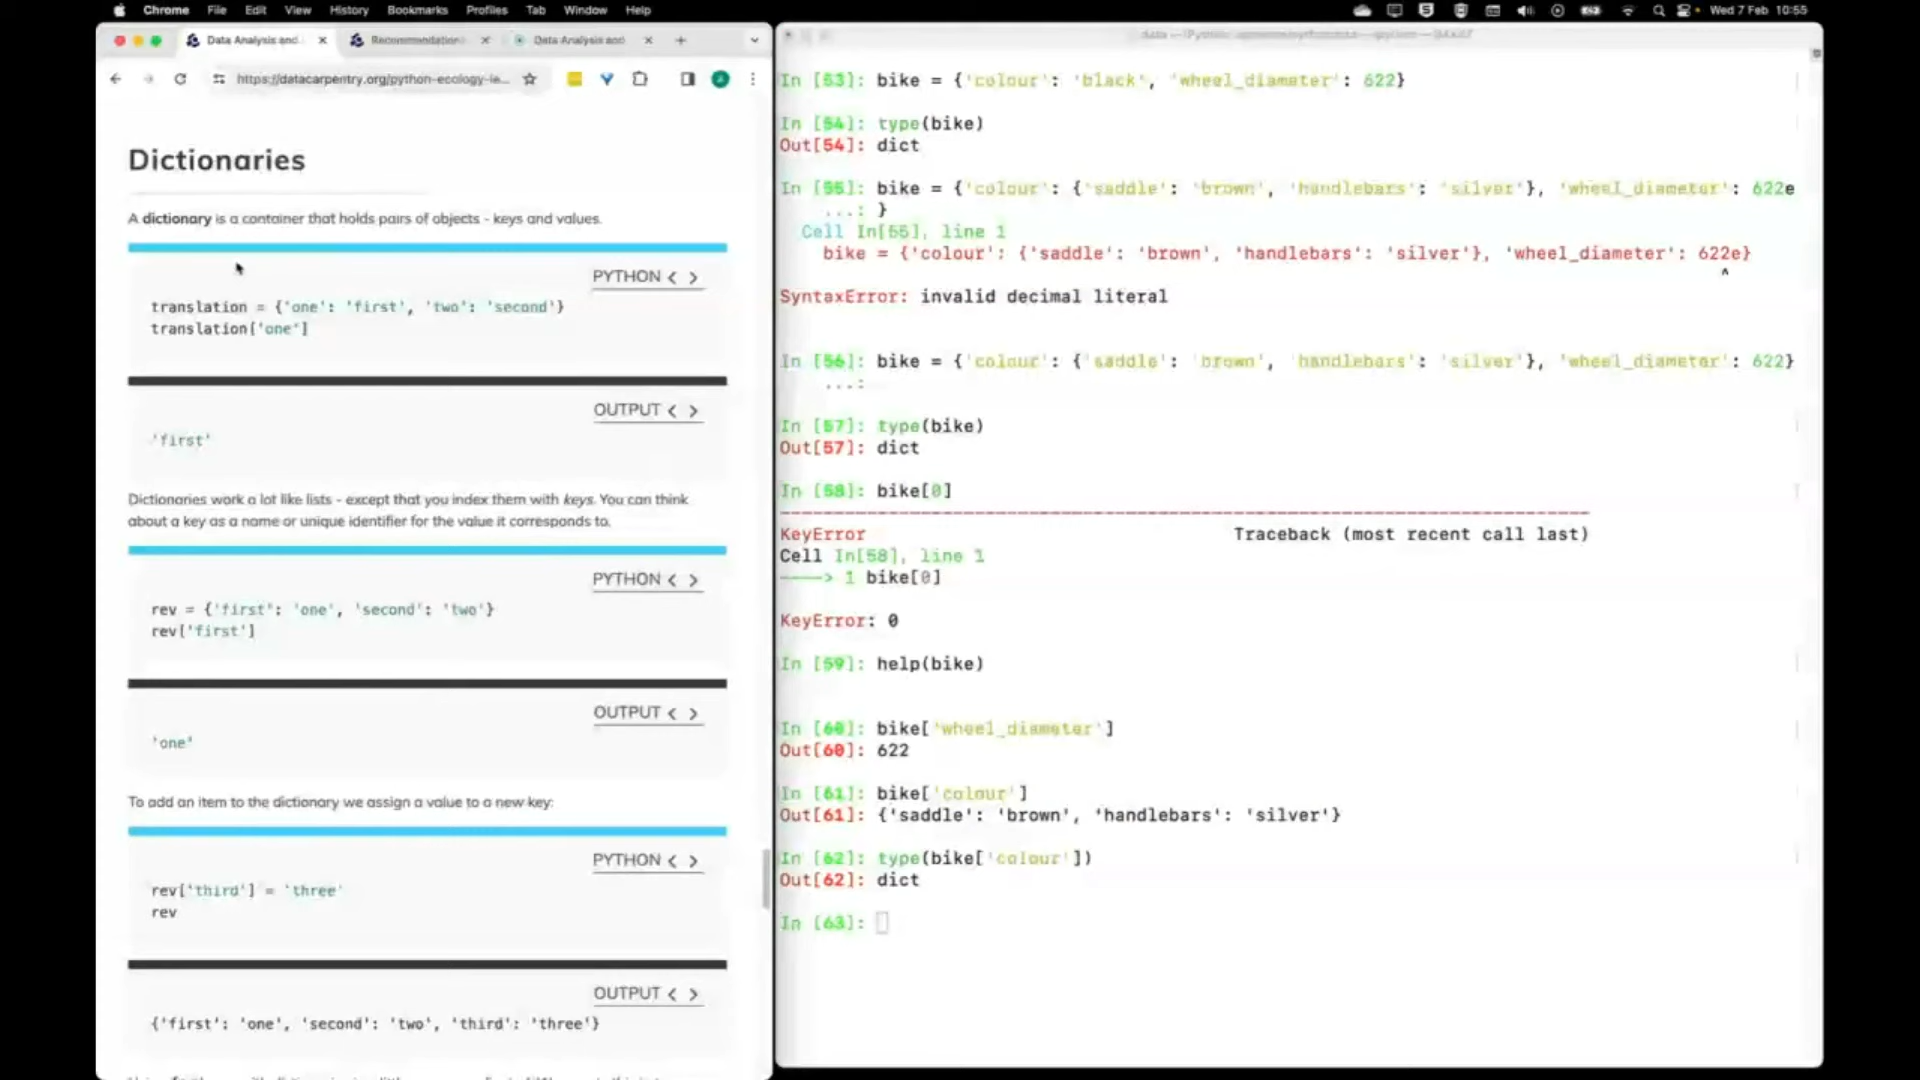 Chrome File Edit View History Bookmarks Profiles Tab Window Help
Wed 7 Feb 10:55
Data Analysis and
Recommendation
Data Analysis and
https://datacarpentry.org/python-ecology-le...
Dictionaries
A dictionary is a container that holds pairs of objects - keys and values.
PYTHON < >
translation = {'one': 'first', 'two': 'second'}
translation['one']
OUTPUT < >
'first'
Dictionaries work a lot like lists - except that you index them with keys. You can think
about a key as a name or unique identifier for the value it corresponds to.
PYTHON < >
rev = {'first': 'one', 'second': 'two'}
rev['first']
OUTPUT < >
'one'
To add an item to the dictionary we assign a value to a new key:
PYTHON < >
rev['third'] = 'three'
rev
OUTPUT < >
{'first': 'one', 'second': 'two', 'third': 'three'}
In [53]: bike = {'colour': 'black', 'wheel_diameter': 622}
In [54]: type(bike)
Out[54]: dict
In [55]: bike = {'colour': {'saddle': 'brown', 'handlebars': 'silver'}, 'wheel_diameter': 622e
...: }
Cell In[55], line 1
bike = {'colour': {'saddle': 'brown', 'handlebars': 'silver'}, 'wheel_diameter': 622e}
^
SyntaxError: invalid decimal literal
In [56]: bike = {'colour': {'saddle': 'brown', 'handlebars': 'silver'}, 'wheel_diameter': 622}
...:
In [57]: type(bike)
Out[57]: dict
In [58]: bike[0]
---------------------------------------------------------------------------
KeyError Traceback (most recent call last)
Cell In[58], line 1
----> 1 bike[0]
KeyError: 0
In [59]: help(bike)
In [60]: bike['wheel_diameter']
Out[60]: 622
In [61]: bike['colour']
Out[61]: {'saddle': 'brown', 'handlebars': 'silver'}
In [62]: type(bike['colour'])
Out[62]: dict
In [63]: